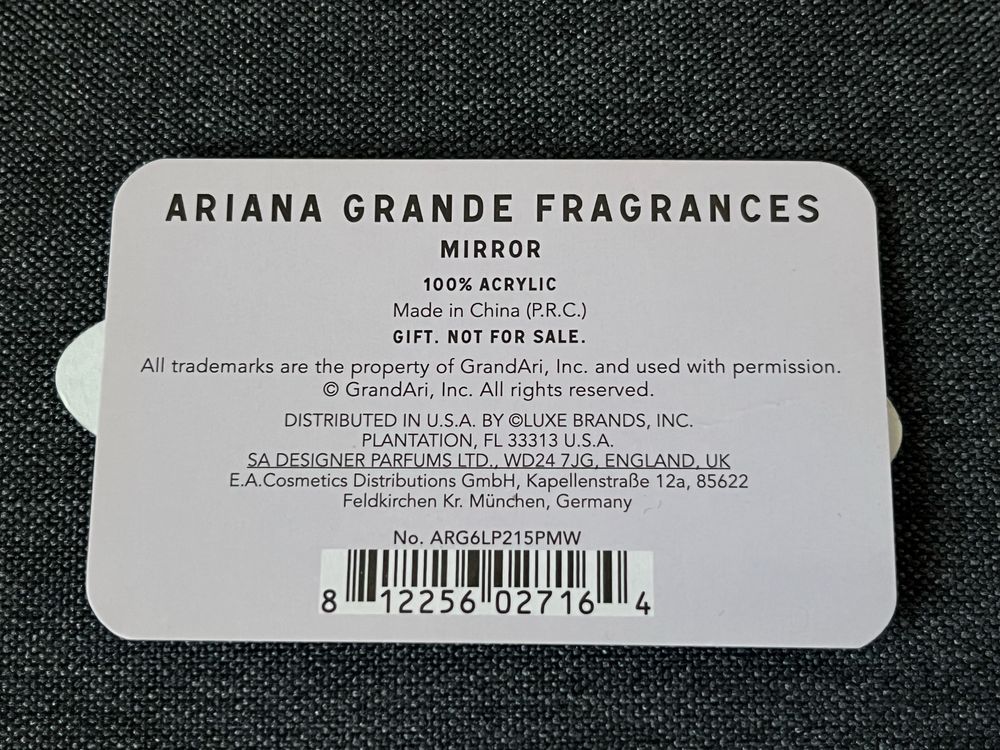 ARIANA GRANDE FRAGRANCES
MIRROR
100% ACRYLIC
Made in China (P.R.C.)
GIFT. NOT FOR SALE.
All trademarks are the property of GrandAri, Inc. and used with permission.
© GrandAri, Inc. All rights reserved.
DISTRIBUTED IN U.S.A. BY ©LUXE BRANDS, INC.
PLANTATION, FL 33313 U.S.A.
SA DESIGNER PARFUMS LTD., WD24 7JG, ENGLAND, UK
E.A.Cosmetics Distributions GmbH, Kapellenstraße 12a, 85622
Feldkirchen Kr. München, Germany
No. ARG6LP215PMW
8 12256 02716 4